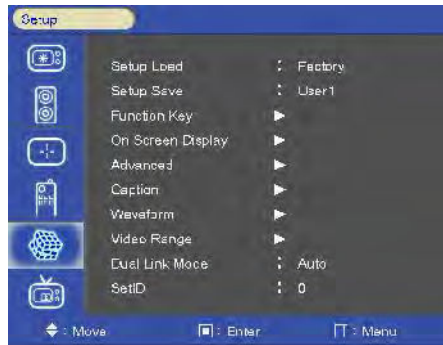 Setup
Setup Load : Factory
Setup Save : User1
Function Key ▶
On Screen Display ▶
Advanced ▶
Caption ▶
Waveform ▶
Video Range ▶
Dual Link Mode : Auto
SetID : 0
: Move : Enter : Menu